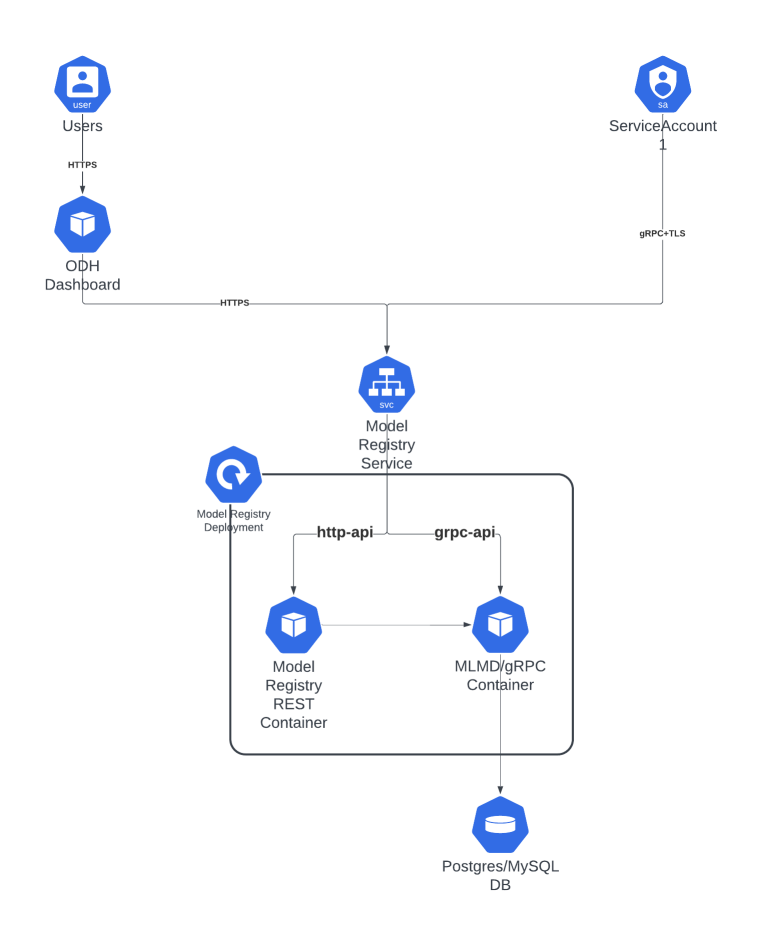 user
Users
sa
ServiceAccount
1
HTTPS
gRPC+TLS
ODH
Dashboard
HTTPS
svc
Model
Registry
Service
Model Registry
Deployment
http-api
grpc-api
Model
Registry
REST
Container
MLMD/gRPC
Container
Postgres/MySQL
DB